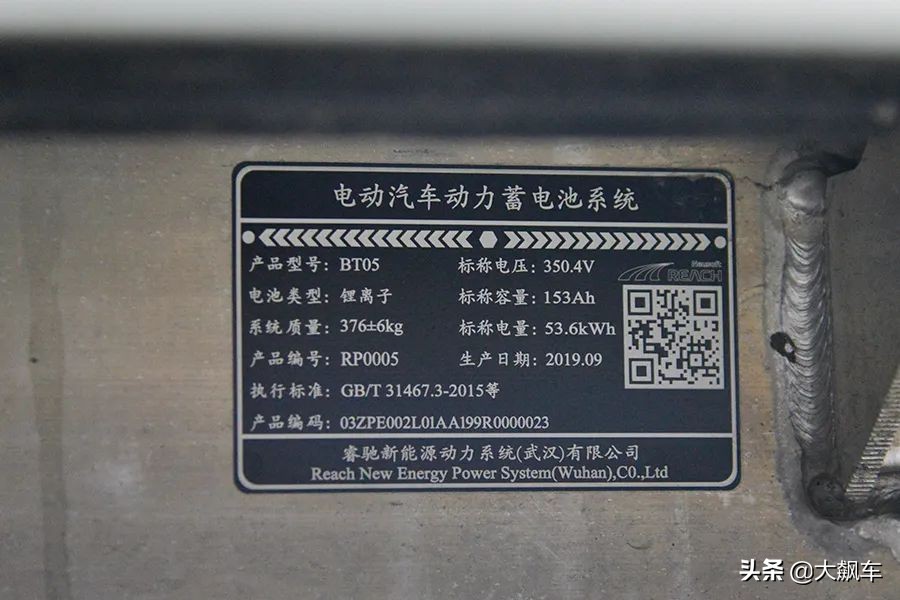 电动汽车动力蓄电池系统
产品型号：BT05 标称电压：350.4V
Neusoft
REACH
电池类型：锂离子 标称容量：153Ah
系统质量：376±6kg 标称电量：53.6kWh
产品编号：RP0005 生产日期：2019.09
执行标准：GB/T 31467.3-2015等
产品编码：03ZPE002L01AA199R0000023
睿驰新能源动力系统(武汉)有限公司
Reach New Energy Power System(Wuhan),CO.,Ltd
头条 @大飙车